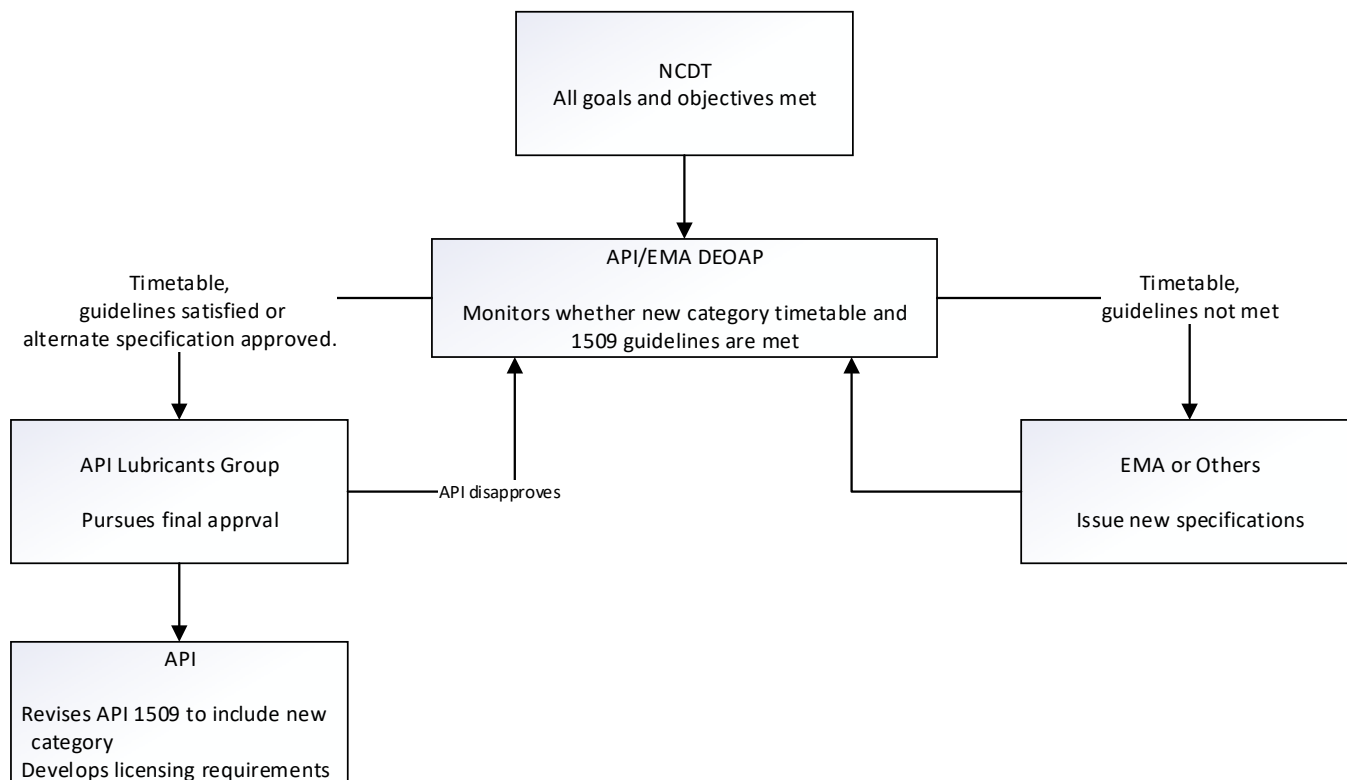 NCDT
All goals and objectives met
API/EMA DEOAP
Monitors whether new category timetable and
1509 guidelines are met
Timetable,
guidelines satisfied or
alternate specification approved.
Timetable,
guidelines not met
API Lubricants Group
Pursues final apprval
API disapproves
EMA or Others
Issue new specifications
API
Revises API 1509 to include new
category
Develops licensing requirements